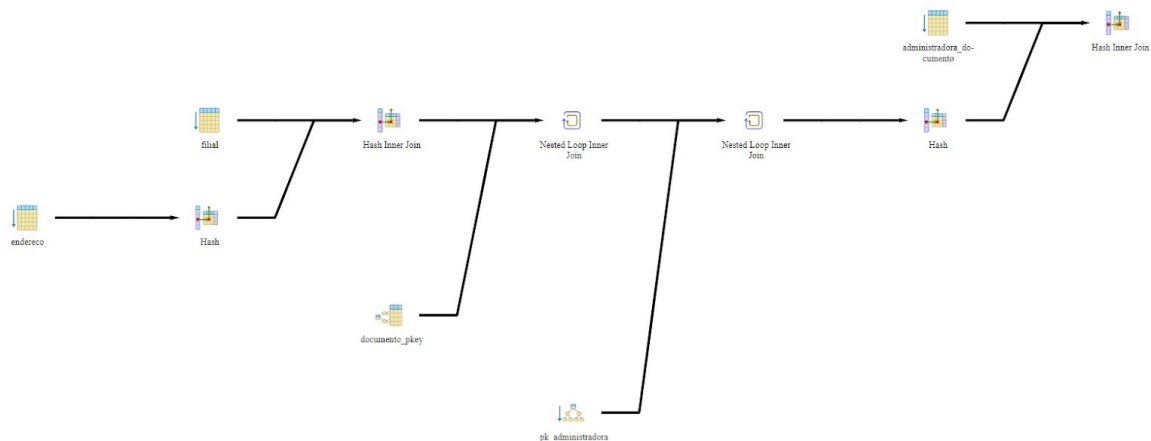 administradora_do-
cumento
Hash Inner Join
filial
Hash Inner Join
Nested Loop Inner
Join
Nested Loop Inner
Join
Hash
endereco
Hash
documento_pkey
pk_administradora